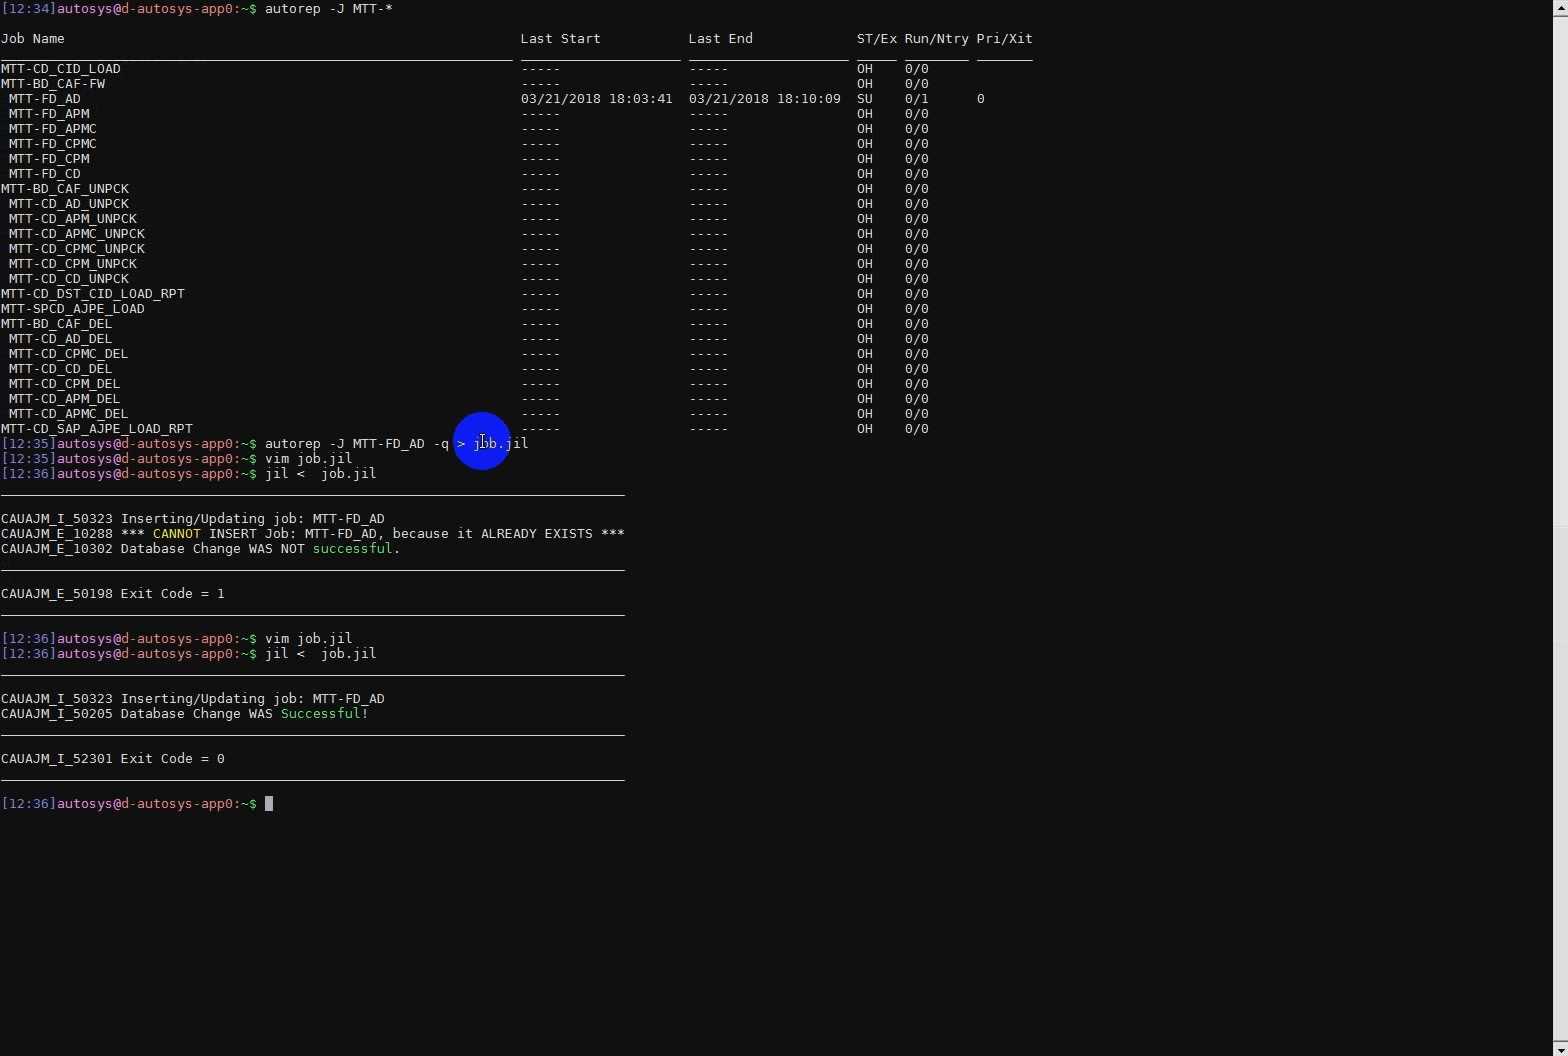 [12:34]autosys@d-autosys-app0:~$ autorep -J MTT-*
Job Name Last Start Last End ST/Ex Run/Ntry Pri/Xit
MTT-CD_CID_LOAD ----- ----- OH 0/0
MTT-BD_CAF-FW ----- ----- OH 0/0
MTT-FD_AD 03/21/2018 18:03:41 03/21/2018 18:10:09 SU 0/1 0
MTT-FD_APM ----- ----- OH 0/0
MTT-FD_APMC ----- ----- OH 0/0
MTT-FD_CPMC ----- ----- OH 0/0
MTT-FD_CPM ----- ----- OH 0/0
MTT-FD_CD ----- ----- OH 0/0
MTT-BD_CAF_UNPCK ----- ----- OH 0/0
MTT-CD_AD_UNPCK ----- ----- OH 0/0
MTT-CD_APM_UNPCK ----- ----- OH 0/0
MTT-CD_APMC_UNPCK ----- ----- OH 0/0
MTT-CD_CPMC_UNPCK ----- ----- OH 0/0
MTT-CD_CPM_UNPCK ----- ----- OH 0/0
MTT-CD_CD_UNPCK ----- ----- OH 0/0
MTT-CD_DST_CID_LOAD_RPT ----- ----- OH 0/0
MTT-SPCD_AJPE_LOAD ----- ----- OH 0/0
MTT-BD_CAF_DEL ----- ----- OH 0/0
MTT-CD_AD_DEL ----- ----- OH 0/0
MTT-CD_CPMC_DEL ----- ----- OH 0/0
MTT-CD_CD_DEL ----- ----- OH 0/0
MTT-CD_CPM_DEL ----- ----- OH 0/0
MTT-CD_APM_DEL ----- ----- OH 0/0
MTT-CD_APMC_DEL ----- ----- OH 0/0
MTT-CD_SAP_AJPE_LOAD_RPT ----- ----- OH 0/0
[12:35]autosys@d-autosys-app0:~$ autorep -J MTT-FD_AD -q > job.jil
[12:35]autosys@d-autosys-app0:~$ vim job.jil
[12:36]autosys@d-autosys-app0:~$ jil <  job.jil
CAUAJM_I_50323 Inserting/Updating job: MTT-FD_AD
CAUAJM_E_10288 *** CANNOT INSERT Job: MTT-FD_AD, because it ALREADY EXISTS ***
CAUAJM_E_10302 Database Change WAS NOT successful.
CAUAJM_E_50198 Exit Code = 1
[12:36]autosys@d-autosys-app0:~$ vim job.jil
[12:36]autosys@d-autosys-app0:~$ jil <  job.jil
CAUAJM_I_50323 Inserting/Updating job: MTT-FD_AD
CAUAJM_I_50205 Database Change WAS Successful!
CAUAJM_I_52301 Exit Code = 0
[12:36]autosys@d-autosys-app0:~$